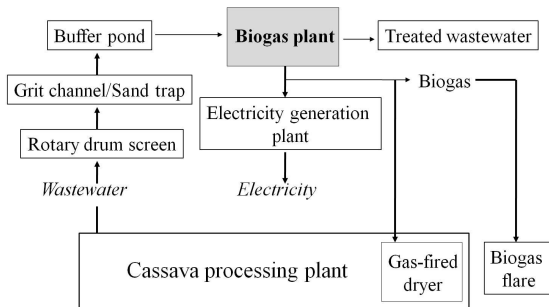 Buffer pond
Biogas plant
Treated wastewater
Grit channel/Sand trap
Biogas
Electricity generation
plant
Rotary drum screen
Wastewater
Electricity
Cassava processing plant
Gas-fired
dryer
Biogas
flare